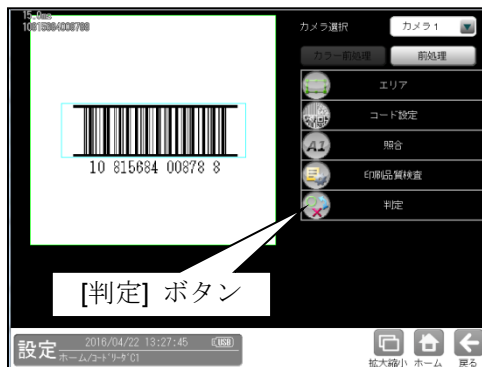 15.0ms
10815684008788
10 815684 00878 8
カメラ選択
カメラ1
カラー前処理
前処理
エリア
コード設定
照合
印刷品質検査
判定
[判定] ボタン
設定
2016/04/22 13:27:45
USB
ホーム/コードリーダC1
拡大縮小
ホーム
戻る